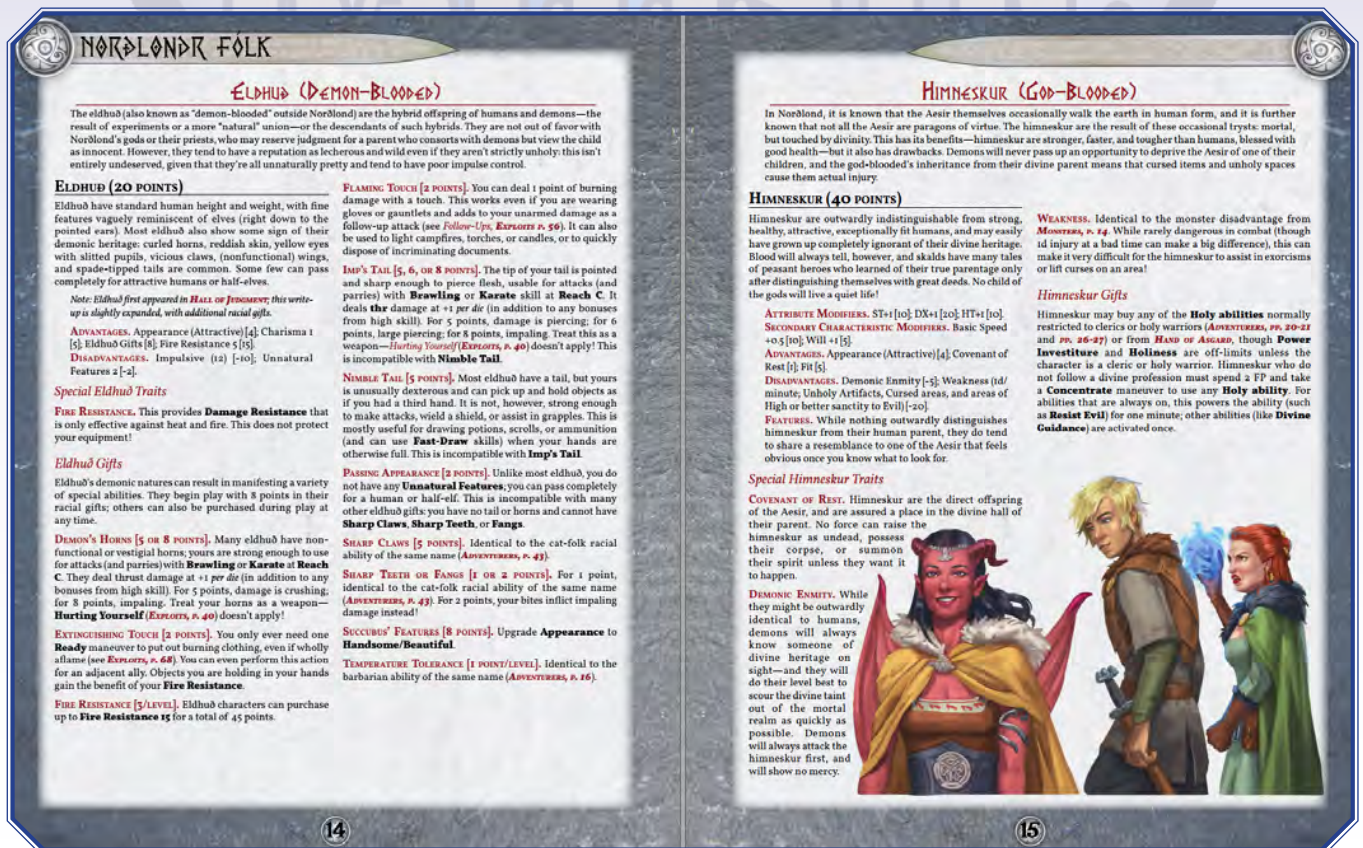 NORÐLONDR FÓLK
ELDHUÐ (DEMON-BLOODED)
The eldhuð (also known as "demon-blooded" outside Norðlond) are the hybrid offspring of humans and demons—the
result of experiments or a more "natural" union—or the descendants of such hybrids. They are not out of favor with
Norðlond's gods or their priests, who may reserve judgment for a parent who consorts with demons but view the child
as innocent. However, they tend to have a reputation as lecherous and wild even if they aren't strictly unholy: this isn't
entirely undeserved, given that they're all unnaturally pretty and tend to have poor impulse control.
ELDHUÐ (20 POINTS)
Eldhuð have standard human height and weight, with fine
features vaguely reminiscent of elves (right down to the
pointed ears). Most eldhuð also show some sign of their
demonic heritage: curled horns, reddish skin, yellow eyes
with slitted pupils, vicious claws, (nonfunctional) wings,
and spade-tipped tails are common. Some few can pass
completely for attractive humans or half-elves.
Note: Eldhuð first appeared in HALL OF JUDGMENT; this write-
up is slightly expanded, with additional racial gifts.
ADVANTAGES. Appearance (Attractive) [4]; Charisma 1
[5]; Eldhuð Gifts [8]; Fire Resistance 5 [15].
DISADVANTAGES. Impulsive (12) [-10]; Unnatural
Features 2 [-2].
Special Eldhuð Traits
FIRE RESISTANCE. This provides Damage Resistance that
is only effective against heat and fire. This does not protect
your equipment!
Eldhuð Gifts
Eldhuð's demonic natures can result in manifesting a variety
of special abilities. They begin play with 8 points in their
racial gifts; others can also be purchased during play at
any time.
DEMON'S HORNS [5 OR 8 POINTS]. Many eldhuð have non-
functional or vestigial horns; yours are strong enough to use
for attacks (and parries) with Brawling or Karate at Reach
C. They deal thrust damage at +1 per die (in addition to any
bonuses from high skill). For 5 points, damage is crushing;
for 8 points, impaling. Treat your horns as a weapon—
Hurting Yourself (EXPLOITS, P. 40) doesn't apply!
EXTINGUISHING TOUCH [2 POINTS]. You only ever need one
Ready maneuver to put out burning clothing, even if wholly
aflame (see EXPLOITS, P. 68). You can even perform this action
for an adjacent ally. Objects you are holding in your hands
gain the benefit of your Fire Resistance.
FIRE RESISTANCE [3/LEVEL]. Eldhuð characters can purchase
up to Fire Resistance 15 for a total of 45 points.
FLAMING TOUCH [2 POINTS]. You can deal 1 point of burning
damage with a touch. This works even if you are wearing
gloves or gauntlets and adds to your unarmed damage as a
follow-up attack (see Follow-Ups, EXPLOITS P. 56). It can also
be used to light campfires, torches, or candles, or to quickly
dispose of incriminating documents.
IMP'S TAIL [5, 6, OR 8 POINTS]. The tip of your tail is pointed
and sharp enough to pierce flesh, usable for attacks (and
parries) with Brawling or Karate skill at Reach C. It
deals thr damage at +1 per die (in addition to any bonuses
from high skill). For 5 points, damage is piercing; for 6
points, large piercing; for 8 points, impaling. Treat this as a
weapon—Hurting Yourself (EXPLOITS, P. 40) doesn't apply! This
is incompatible with Nimble Tail.
NIMBLE TAIL [5 POINTS]. Most eldhuð have a tail, but yours
is unusually dexterous and can pick up and hold objects as
if you had a third hand. It is not, however, strong enough
to make attacks, wield a shield, or assist in grapples. This is
mostly useful for drawing potions, scrolls, or ammunition
(and can use Fast-Draw skills) when your hands are
otherwise full. This is incompatible with Imp's Tail.
PASSING APPEARANCE [2 POINTS]. Unlike most eldhuð, you do
not have any Unnatural Features; you can pass completely
for a human or half-elf. This is incompatible with many
other eldhuð gifts: you have no tail or horns and cannot have
Sharp Claws, Sharp Teeth, or Fangs.
SHARP CLAWS [5 POINTS]. Identical to the cat-folk racial
ability of the same name (ADVENTURERS, P. 43).
SHARP TEETH OR FANGS [1 OR 2 POINTS]. For 1 point,
identical to the cat-folk racial ability of the same name
(ADVENTURERS, P. 43). For 2 points, your bites inflict impaling
damage instead!
SUCCUBUS' FEATURES [8 POINTS]. Upgrade Appearance to
Handsome/Beautiful.
TEMPERATURE TOLERANCE [1 POINT/LEVEL]. Identical to the
barbarian ability of the same name (ADVENTURERS, P. 16).
14
HIMNESKUR (GOD-BLOODED)
In Norðlond, it is known that the Aesir themselves occasionally walk the earth in human form, and it is further
known that not all the Aesir are paragons of virtue. The himneskur are the result of these occasional trysts: mortal,
but touched by divinity. This has its benefits—himneskur are stronger, faster, and tougher than humans, blessed with
good health—but it also has drawbacks. Demons will never pass up an opportunity to deprive the Aesir of one of their
children, and the god-blooded's inheritance from their divine parent means that cursed items and unholy spaces
cause them actual injury.
HIMNESKUR (40 POINTS)
Himneskur are outwardly indistinguishable from strong,
healthy, attractive, exceptionally fit humans, and may easily
have grown up completely ignorant of their divine heritage.
Blood will always tell, however, and skalds have many tales
of peasant heroes who learned of their true parentage only
after distinguishing themselves with great deeds. No child of
the gods will live a quiet life!
ATTRIBUTE MODIFIERS. ST+1 [10]; DX+1 [20]; HT+1 [10].
SECONDARY CHARACTERISTIC MODIFIERS. Basic Speed
+0.5 [10]; Will +1 [5].
ADVANTAGES. Appearance (Attractive) [4]; Covenant of
Rest [1]; Fit [5].
DISADVANTAGES. Demonic Enmity [-5]; Weakness (1d/
minute; Unholy Artifacts, Cursed areas, and areas of
High or better sanctity to Evil) [-20].
FEATURES. While nothing outwardly distinguishes
himneskur from their human parent, they do tend
to share a resemblance to one of the Aesir that feels
obvious once you know what to look for.
Special Himneskur Traits
COVENANT OF REST. Himneskur are the direct offspring
of the Aesir, and are assured a place in the divine hall of
their parent. No force can raise the
himneskur as undead, possess
their corpse, or summon
their spirit unless they want it
to happen.
DEMONIC ENMITY. While
they might be outwardly
identical to humans,
demons will always
know someone of
divine heritage on
sight—and they will
do their level best to
scour the divine taint
out of the mortal
realm as quickly as
possible. Demons
will always attack the
himneskur first, and
will show no mercy.
WEAKNESS. Identical to the monster disadvantage from
MONSTERS, P. 14. While rarely dangerous in combat (though
1d injury at a bad time can make a big difference), this can
make it very difficult for the himneskur to assist in exorcisms
or lift curses on an area!
Himneskur Gifts
Himneskur may buy any of the Holy abilities normally
restricted to clerics or holy warriors (ADVENTURERS, PP. 20-21
and PP. 26-27) or from HAND OF ASGARD, though Power
Investiture and Holiness are off-limits unless the
character is a cleric or holy warrior. Himneskur who do
not follow a divine profession must spend 2 FP and take
a Concentrate maneuver to use any Holy ability. For
abilities that are always on, this powers the ability (such
as Resist Evil) for one minute; other abilities (like Divine
Guidance) are activated once.
15